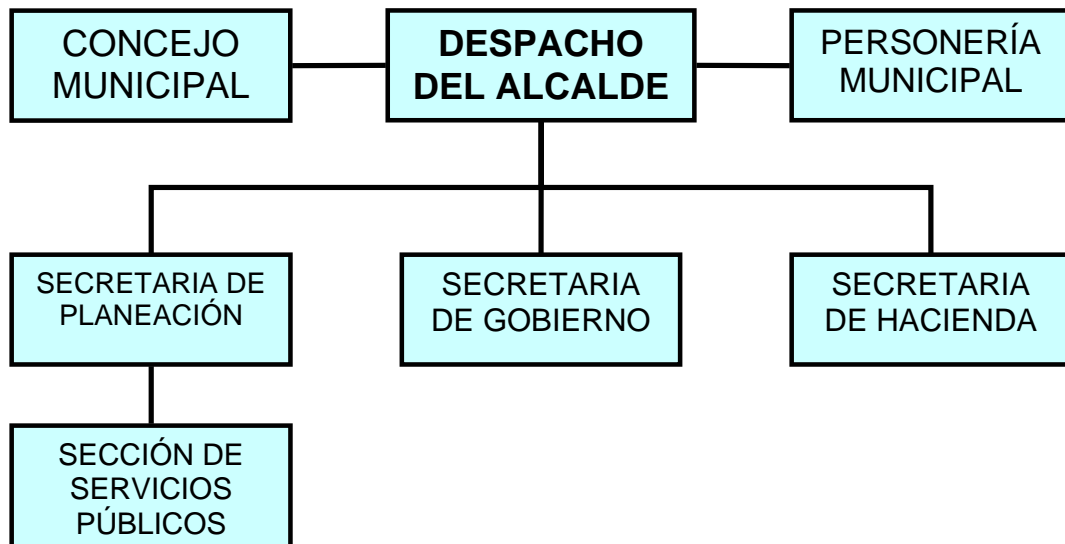 CONCEJO
MUNICIPAL
DESPACHO
DEL ALCALDE
PERSONERÍA
MUNICIPAL
SECRETARIA DE
PLANEACIÓN
SECRETARIA
DE GOBIERNO
SECRETARIA
DE HACIENDA
SECCIÓN DE
SERVICIOS
PÚBLICOS